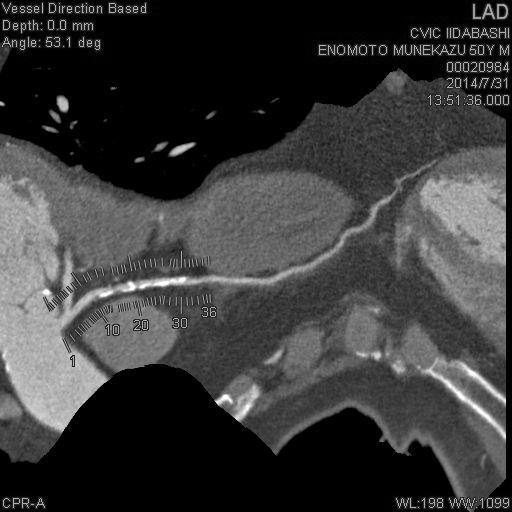 Vessel Direction Based
Depth: 0.0 mm
Angle: 53.1 deg
LAD
CVIC IIDABASHI
ENOMOTO MUNEKAZU 50Y M
00020984
2014/7/31
13:51:36.000
1
10
20
30
36
CPR-A
WL:198 WW:1099